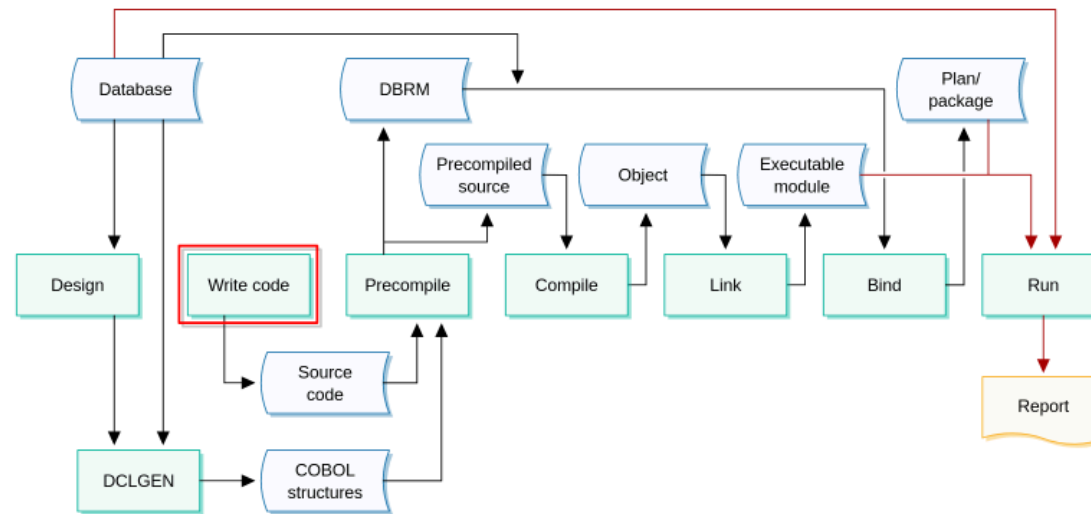 Database
DBRM
Plan/
package
Precompiled
source
Object
Executable
module
Design
Write code
Precompile
Compile
Link
Bind
Run
Source
code
Report
DCLGEN
COBOL
structures